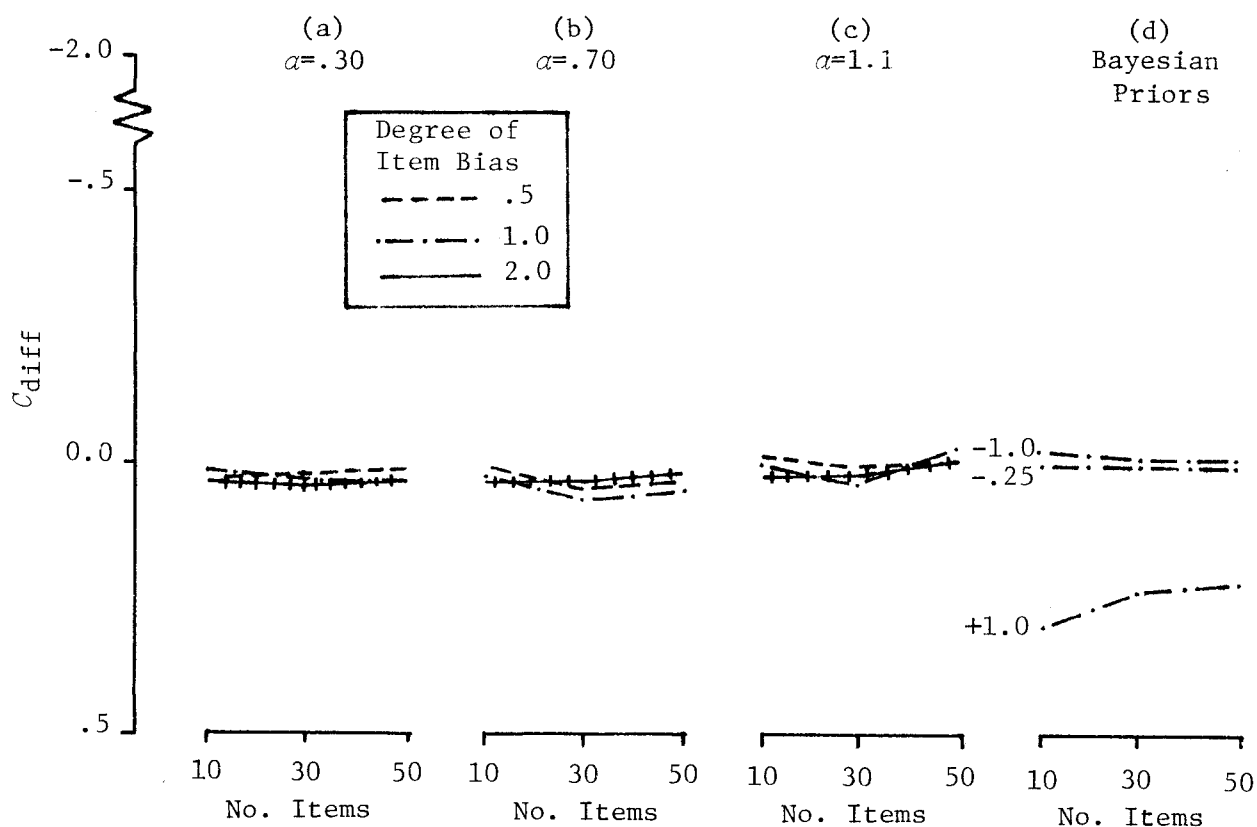 (a)
α=.30
(b)
α=.70
(c)
α=1.1
(d)
Bayesian
Priors
Degree of
Item Bias
.5
1.0
2.0
C diff
-2.0
-.5
0.0
.5
-1.0
-.25
+1.0
10 30 50
No. Items
10 30 50
No. Items
10 30 50
No. Items
10 30 50
No. Items